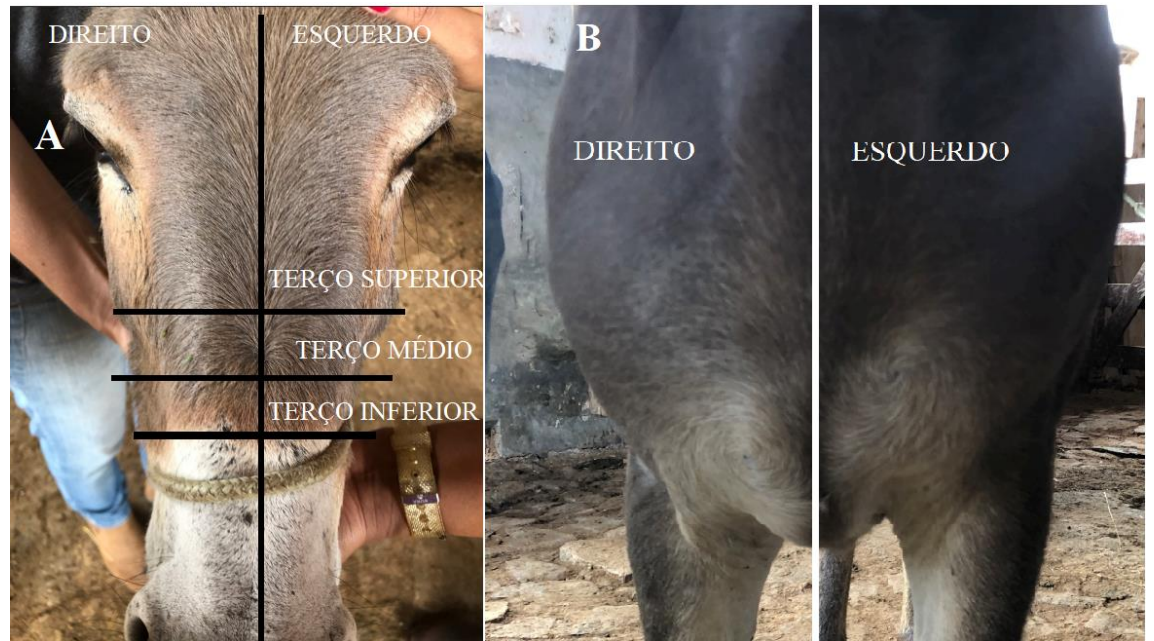 DIREITO
ESQUERDO
A
TERÇO SUPERIOR
TERÇO MÉDIO
TERÇO INFERIOR
B
DIREITO
ESQUERDO